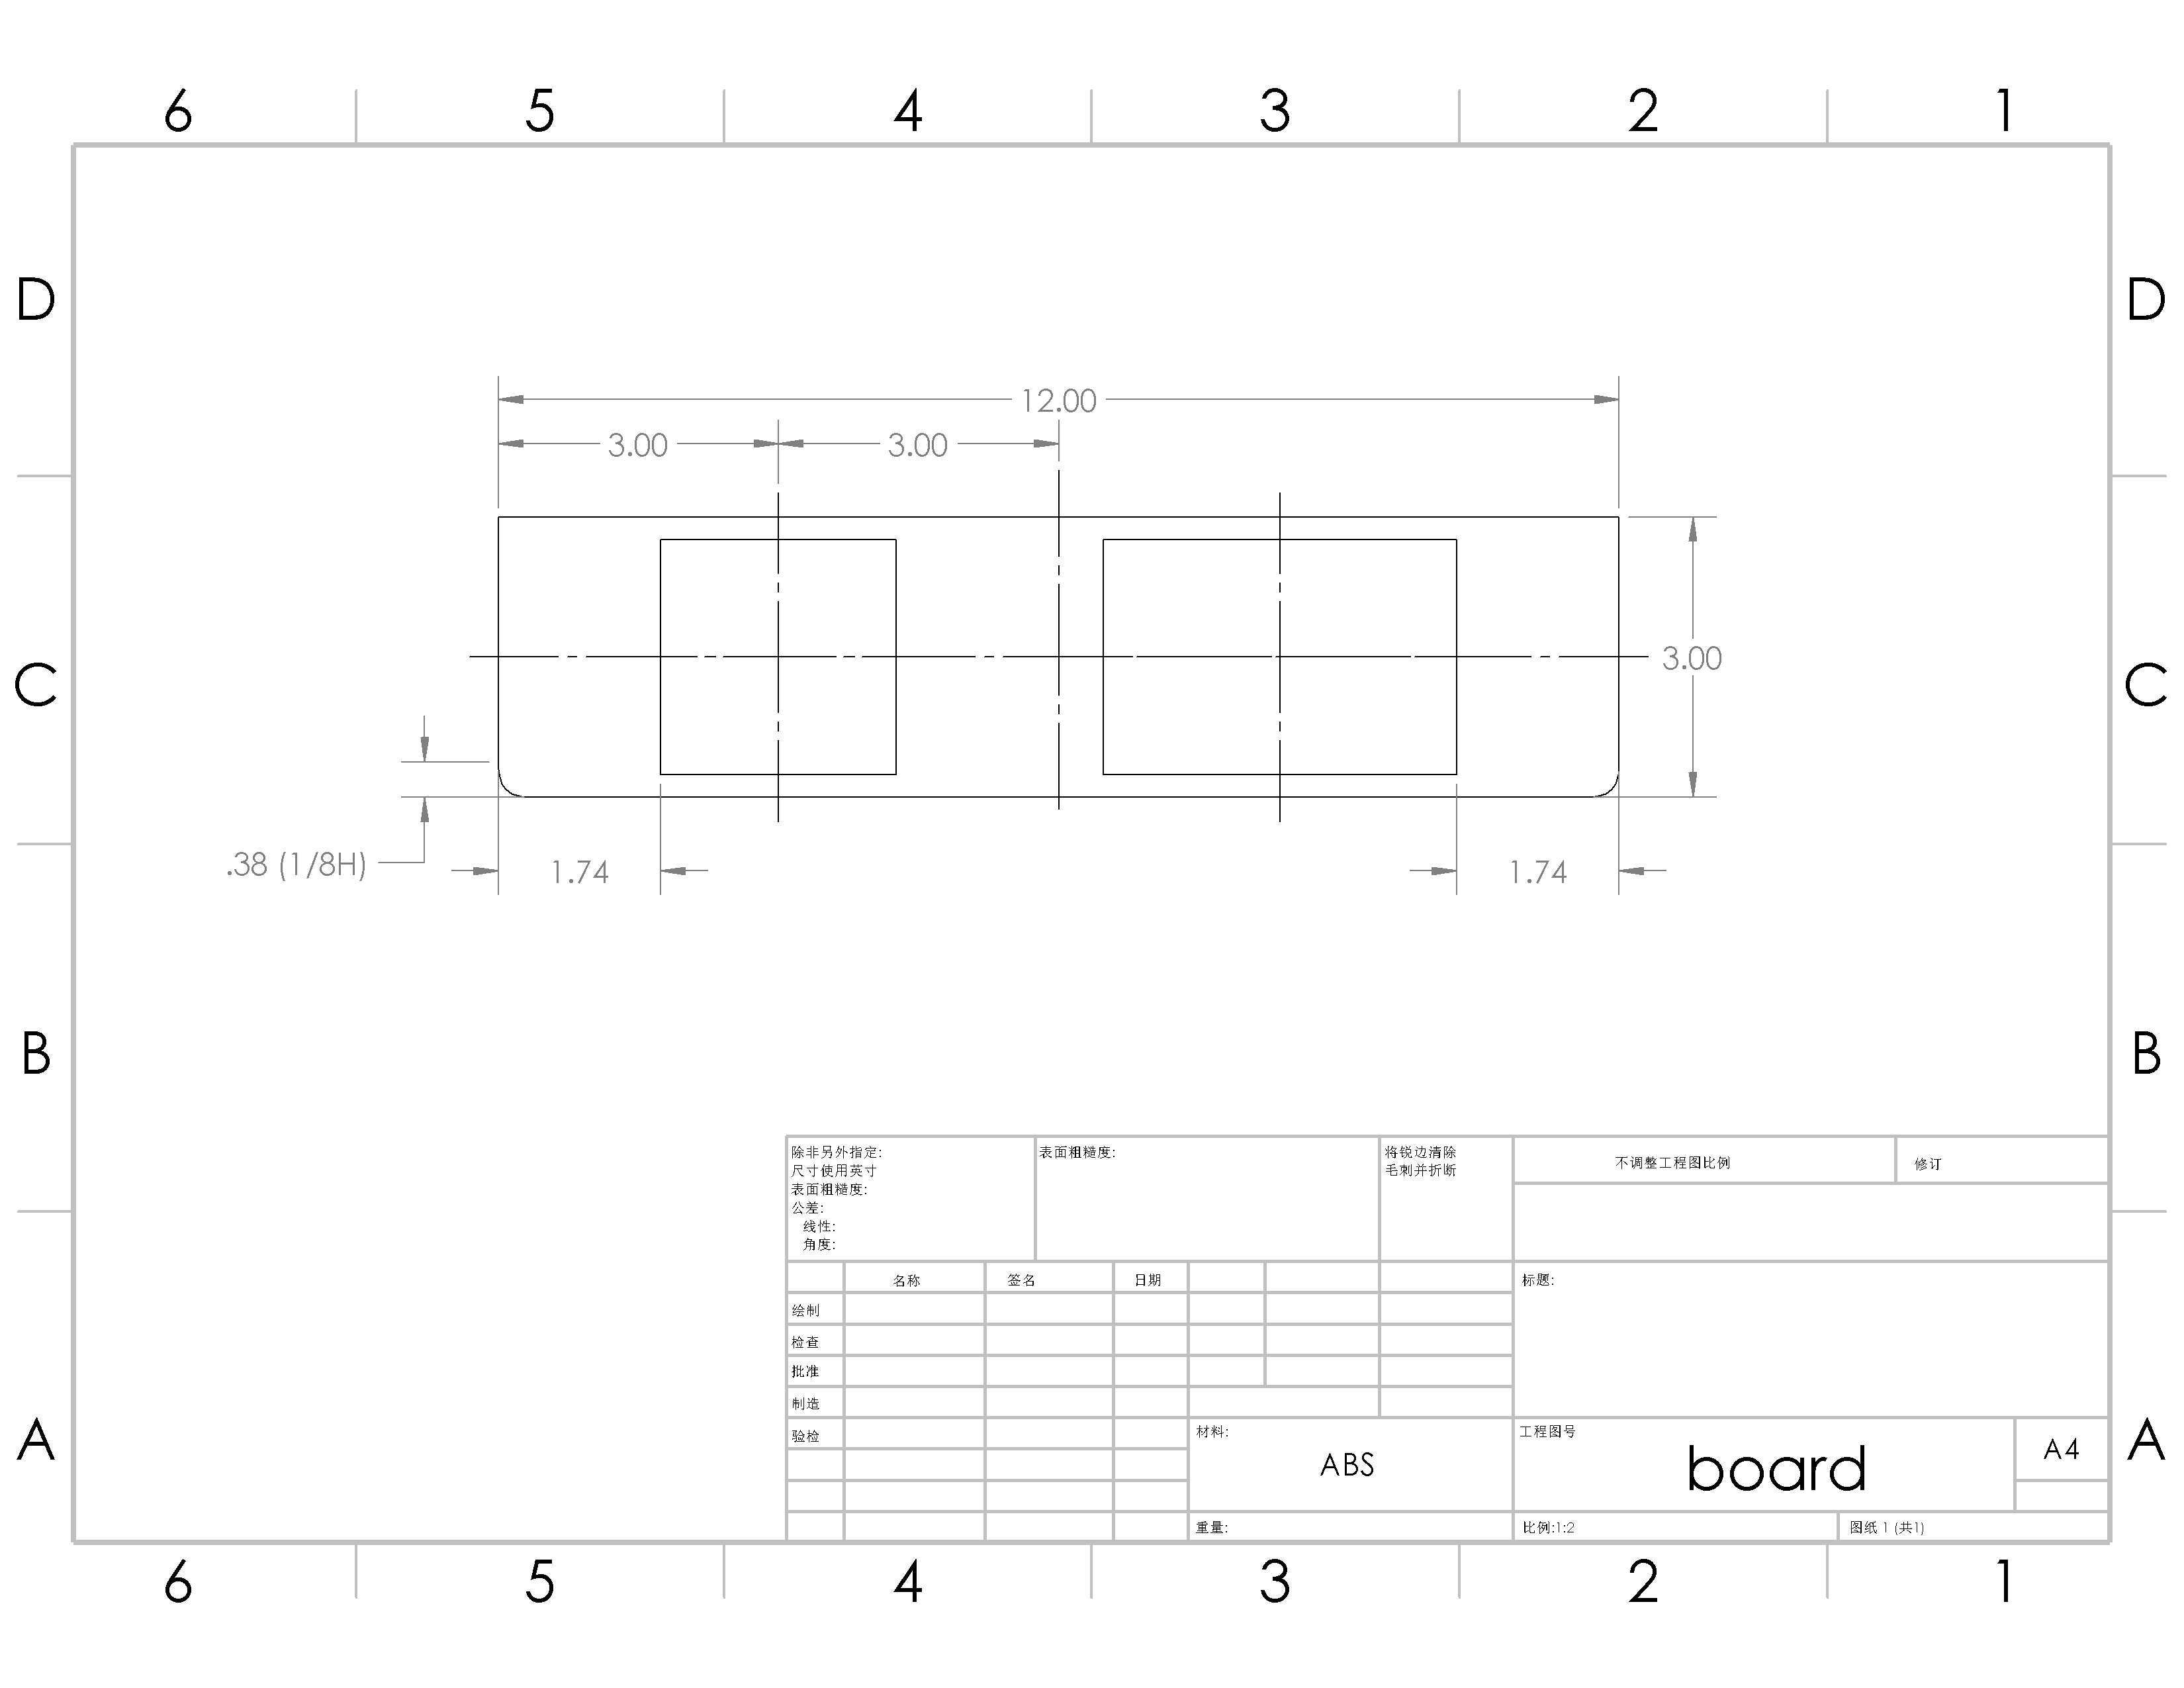 6 5 4 3 2 1
D D
12.00
3.00 3.00
C 3.00 C
.38 (1/8H) 1.74 1.74
B B
除非另外指定:
尺寸使用英寸
表面粗糙度:
公差:
线性:
角度:
表面粗糙度:
将锐边清除
毛刺并折断
不调整工程图比例
修订
名称 签名 日期
标题:
绘制
检查
批准
制造
验检
材料:
ABS
工程图号
board
A4
A A
重量:
比例:1:2
图纸 1 (共1)
6 5 4 3 2 1